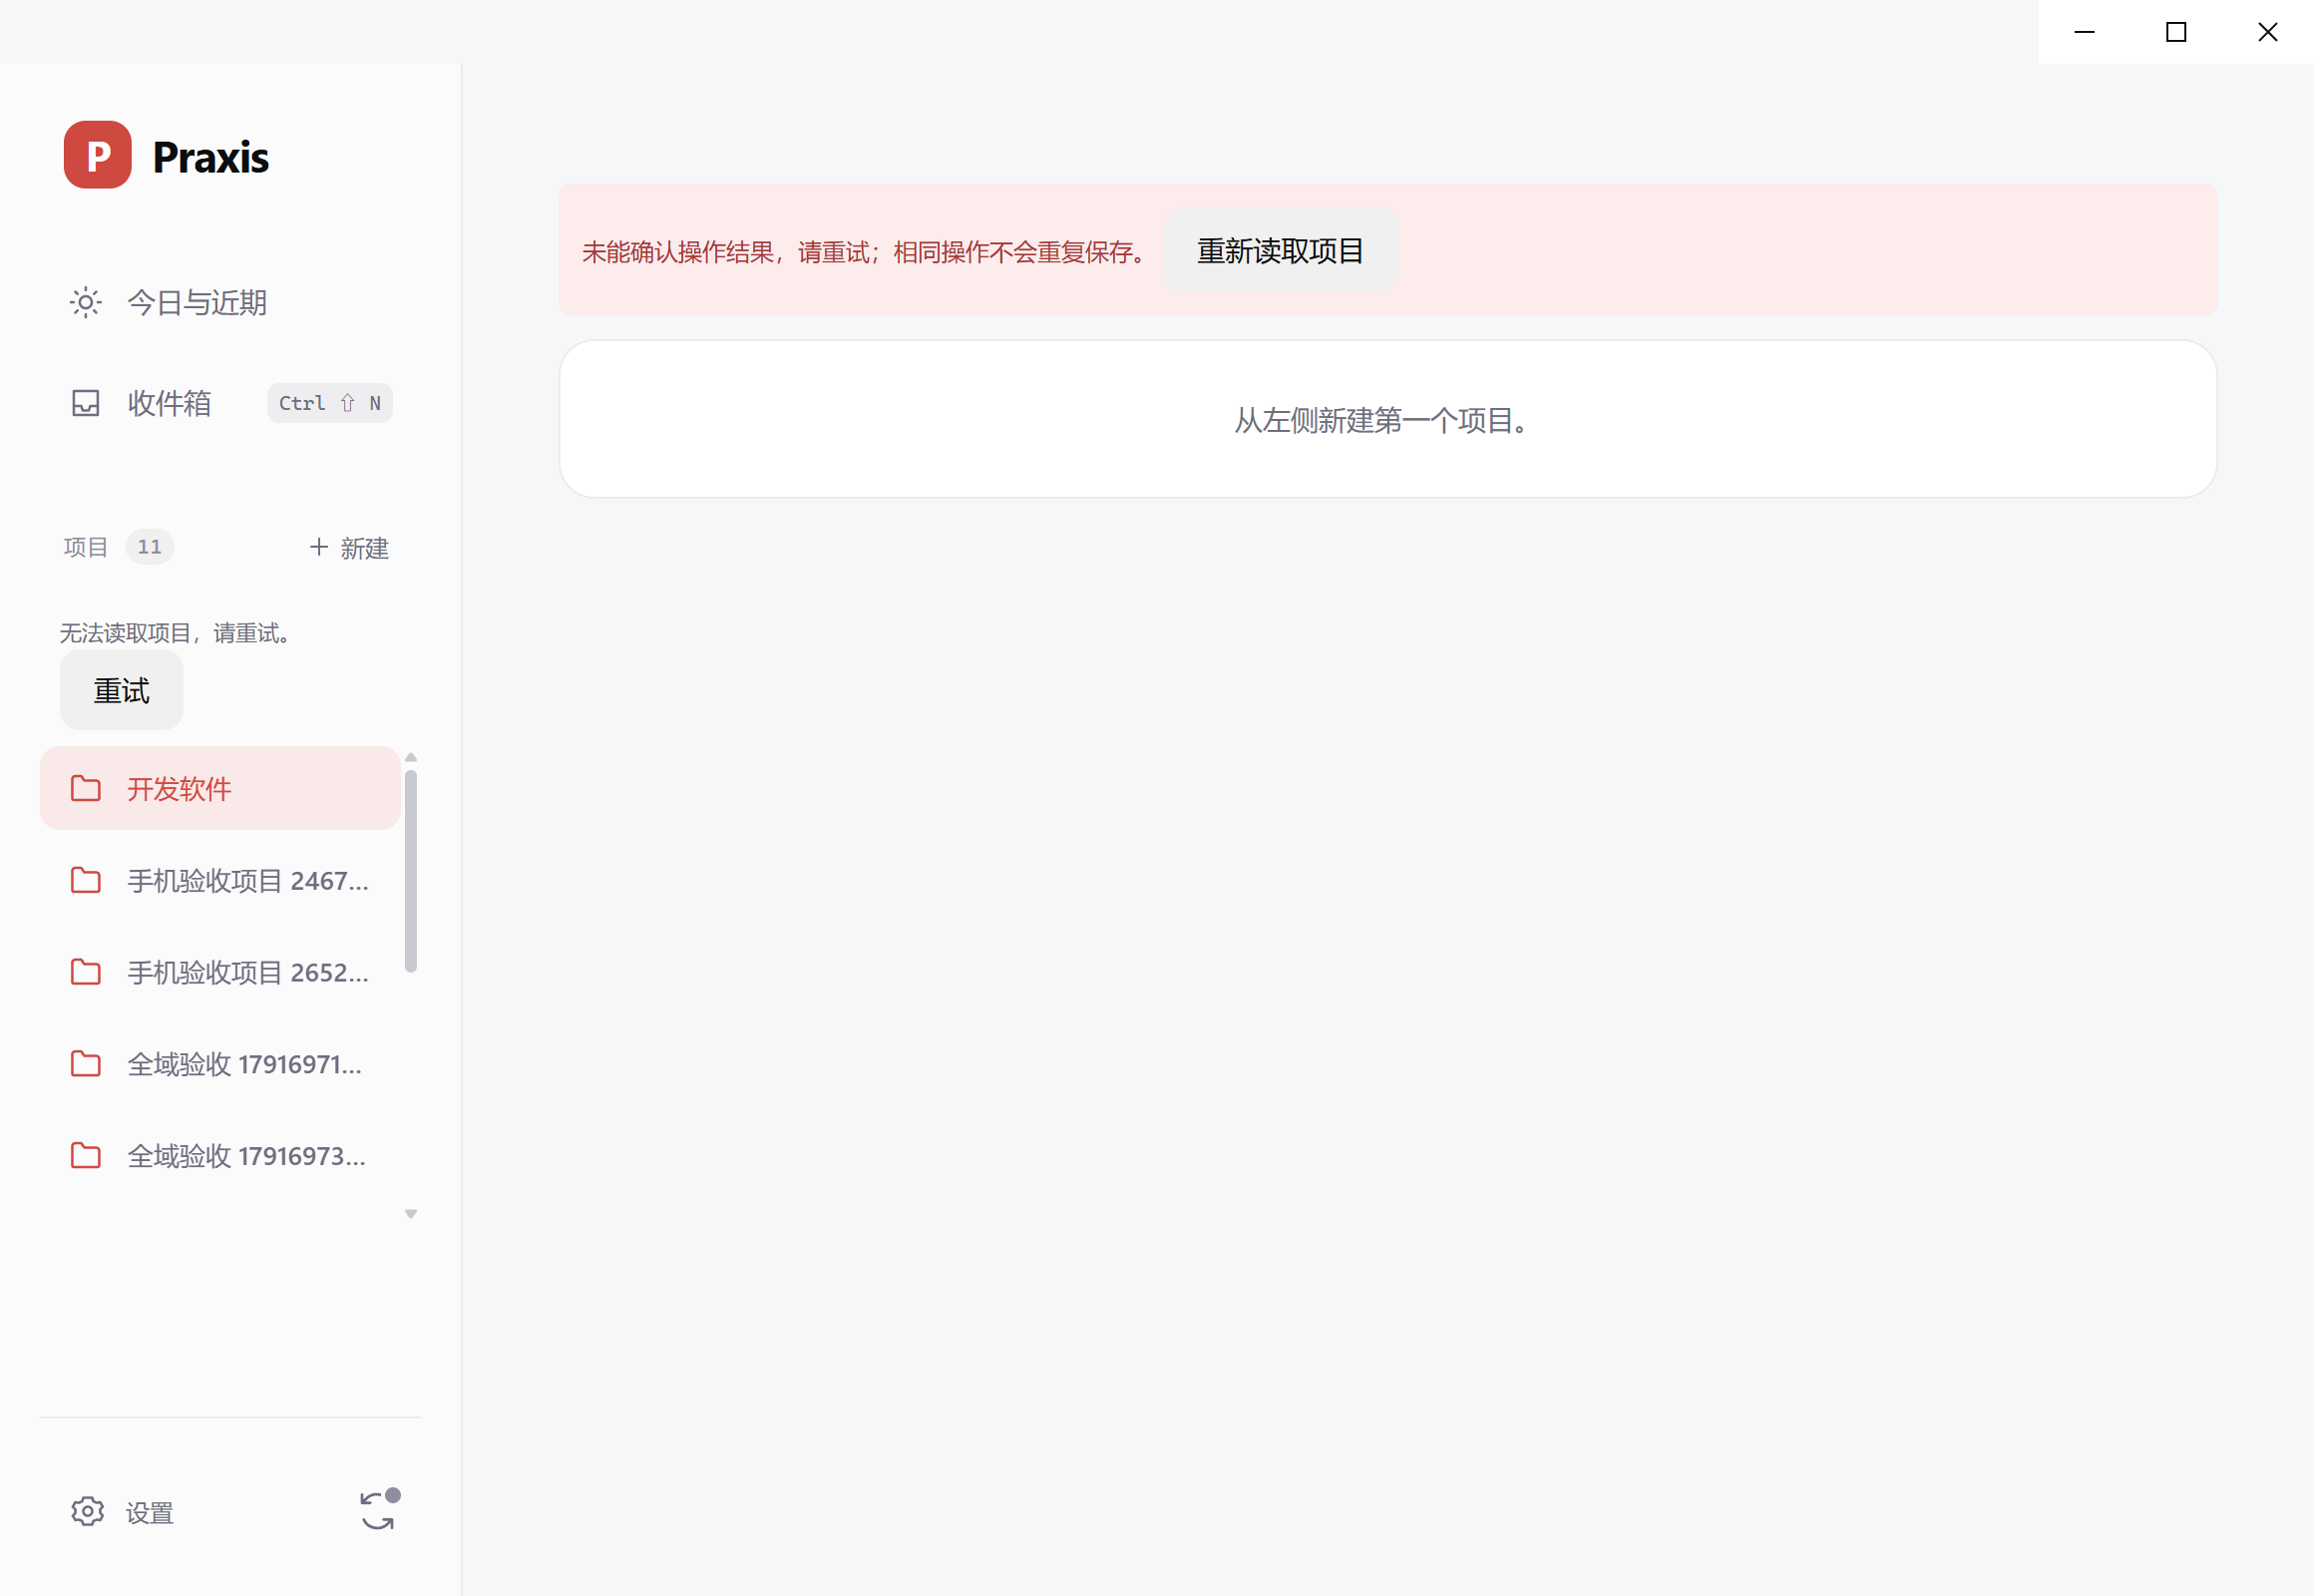 P Praxis
今日与近期
收件箱 Ctrl ⇧ N
项目 11 + 新建
无法读取项目，请重试。
重试
开发软件
手机验收项目 2467...
手机验收项目 2652...
全域验收 17916971...
全域验收 17916973...
设置
未能确认操作结果，请重试；相同操作不会重复保存。 重新读取项目
从左侧新建第一个项目。